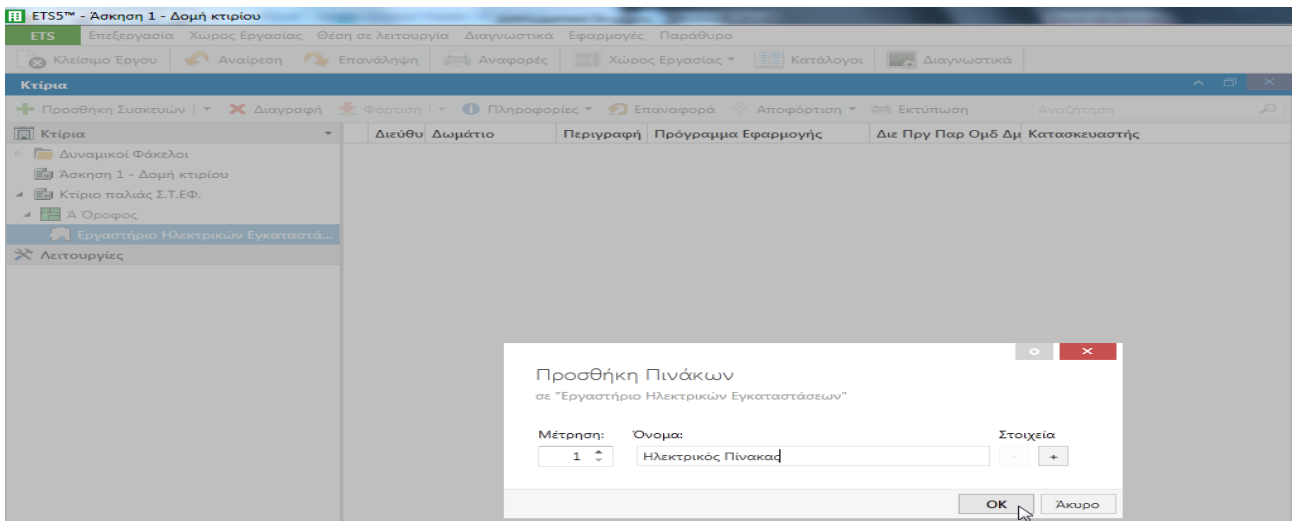 ETS5™ - Άσκηση 1 - Δομή κτιρίου
ETS Επεξεργασία Χώρος Εργασίας Θέση σε λειτουργία Διαγνωστικά Εφαρμογές Παράθυρο
Κλείσιμο Έργου Αναίρεση Επανάληψη Αναφορές Χώρος Εργασίας Κατάλογοι Διαγνωστικά
Κτίρια
Προσθήκη Συσκευών Διαγραφή Φόρτιση Πληροφορίες Επαναφορά Αποφόρτιση Εκτύπωση Αναζήτηση
Κτίρια Διεύθυ Δωμάτιο Περιγραφή Πρόγραμμα Εφαρμογής Διε Πργ Παρ Ομδ Δμ Κατασκευαστής
Δυναμικοί Φάκελοι
Άσκηση 1 - Δομή κτιρίου
Κτίριο παλιάς Σ.Τ.ΕΦ.
Ά Όροφος
Εργαστήριο Ηλεκτρικών Εγκαταστά...
Λειτουργίες
Προσθήκη Πινάκων
σε "Εργαστήριο Ηλεκτρικών Εγκαταστάσεων"
Μέτρηση: Όνομα: Στοιχεία
1 Ηλεκτρικός Πίνακας - +
OK Άκυρο